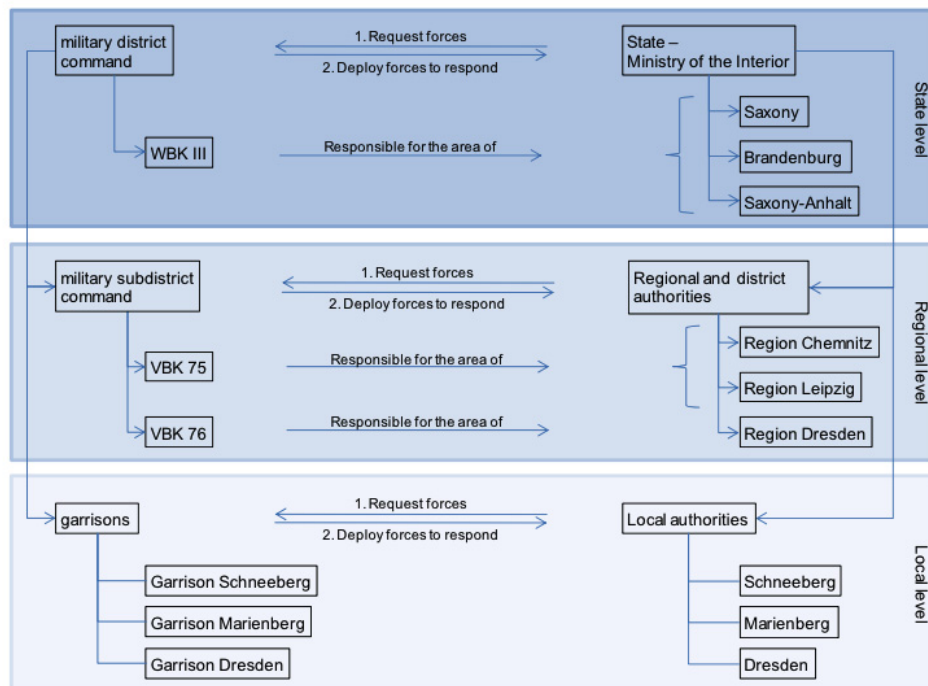 military district
command
1. Request forces
2. Deploy forces to respond
State –
Ministry of the Interior
WBK III
Responsible for the area of
Saxony
Brandenburg
Saxony-Anhalt
State level
military subdistrict
command
1. Request forces
2. Deploy forces to respond
Regional and district
authorities
VBK 75
Responsible for the area of
Region Chemnitz
Region Leipzig
VBK 76
Responsible for the area of
Region Dresden
Regional level
garrisons
1. Request forces
2. Deploy forces to respond
Local authorities
Garrison Schneeberg
Schneeberg
Garrison Marienberg
Marienberg
Garrison Dresden
Dresden
Local level